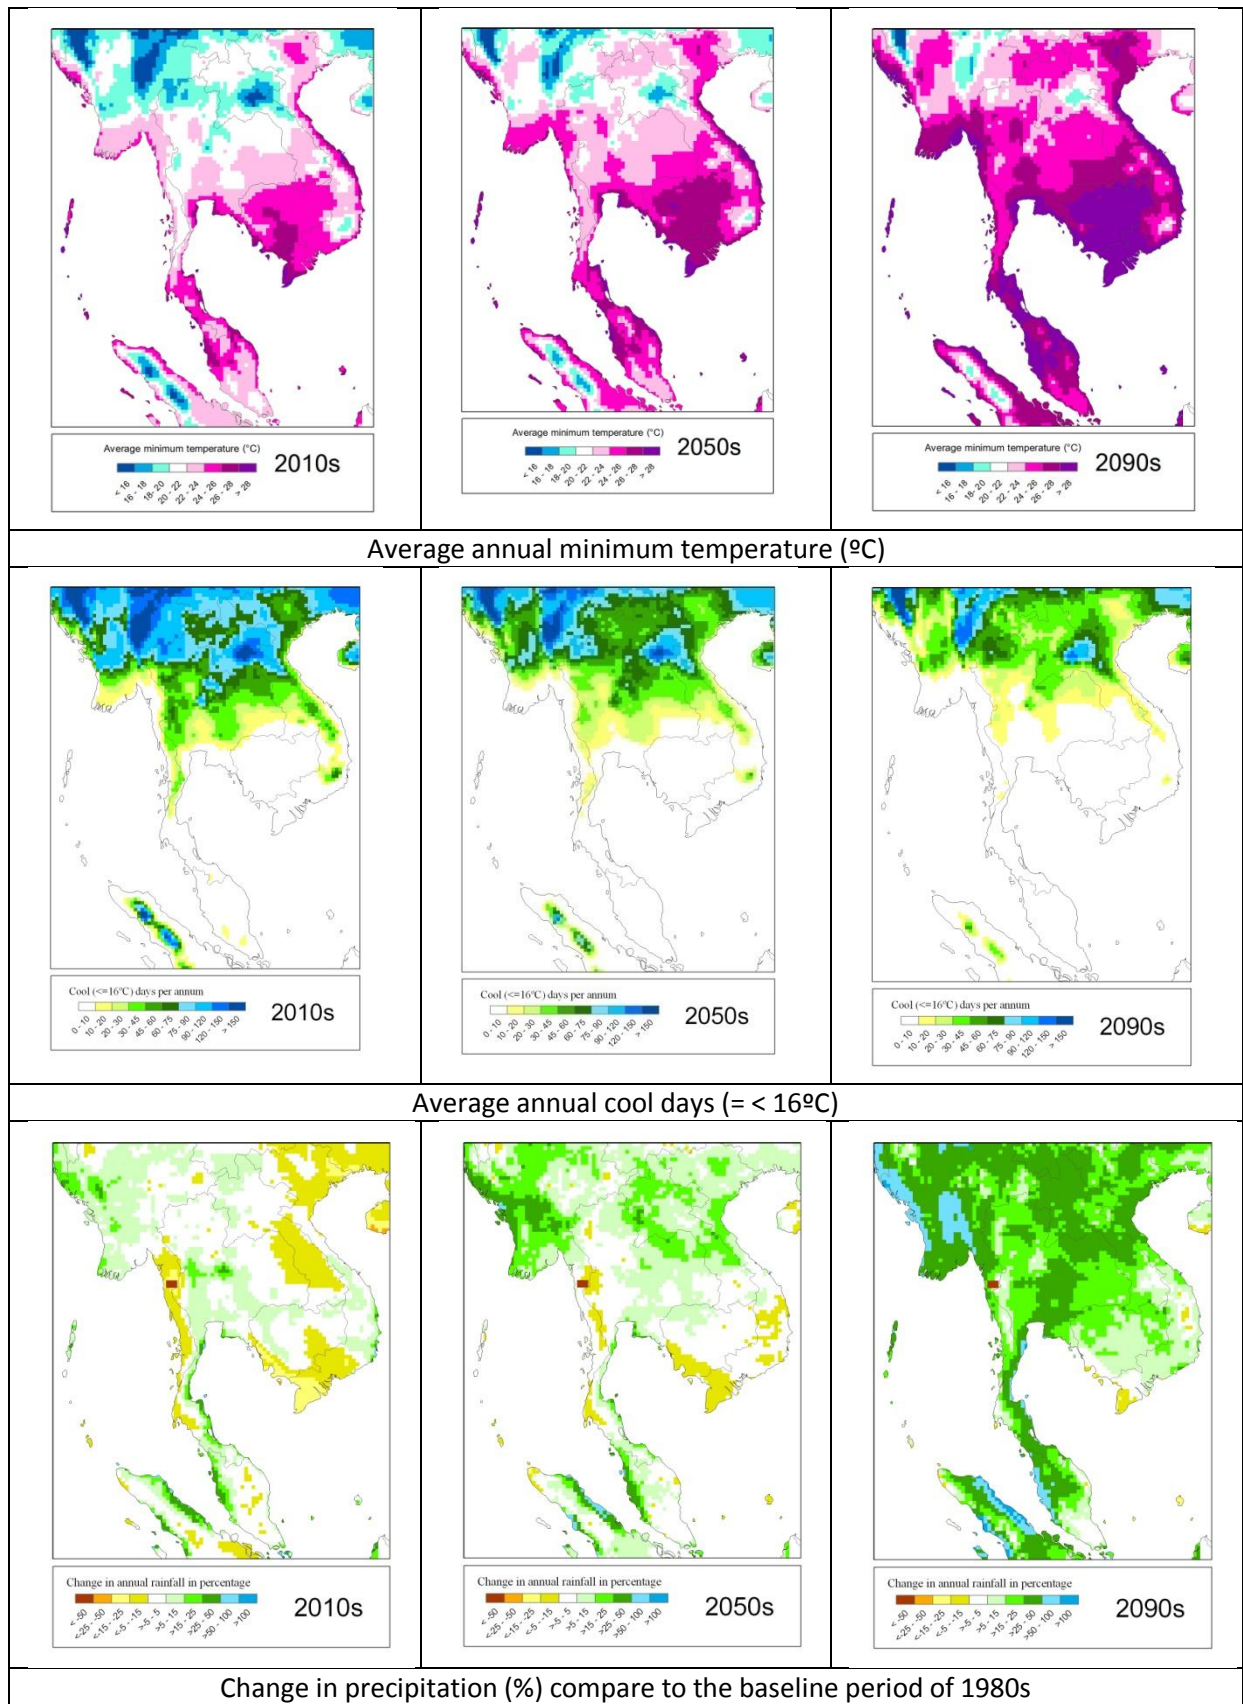 Average minimum temperature (°C)
2010s
< 16
16 - 18
18-20
20 - 22
22 - 24
24 - 26
26 - 28
> 28
Average minimum temperature (°C)
2050s
< 16
16 - 18
18-20
20 - 22
22 - 24
24 - 26
26 - 28
> 28
Average minimum temperature (°C)
2090s
< 16
16 - 18
18-20
20 - 22
22 - 24
24 - 26
26 - 28
> 28
Average annual minimum temperature (ºC)
Cool (<=16°C) days per annum
2010s
0 - 10
10 - 20
20 - 30
30 - 45
45 - 60
60 - 75
75 - 90
90 - 120
120 - 150
> 150
Cool (<=16°C) days per annum
2050s
0 - 10
10 - 20
20 - 30
30 - 45
45 - 60
60 - 75
75 - 90
90 - 120
120 - 150
> 150
Cool (<=16°C) days per annum
2090s
0 - 10
10 - 20
20 - 30
30 - 45
45 - 60
60 - 75
75 - 90
90 - 120
120 - 150
> 150
Average annual cool days (= < 16ºC)
Change in annual rainfall in percentage
2010s
<-50
<-25 - -50
<-15 - -25
<-5 - -15
>-5 - 5
>5 - 15
>15 - 25
>25 - 50
>50 - 100
>100
Change in annual rainfall in percentage
2050s
<-50
<-25 - -50
<-15 - -25
<-5 - -15
>-5 - 5
>5 - 15
>15 - 25
>25 - 50
>50 - 100
>100
Change in annual rainfall in percentage
2090s
<-50
<-25 - -50
<-15 - -25
<-5 - -15
>-5 - 5
>5 - 15
>15 - 25
>25 - 50
>50 - 100
>100
Change in precipitation (%) compare to the baseline period of 1980s